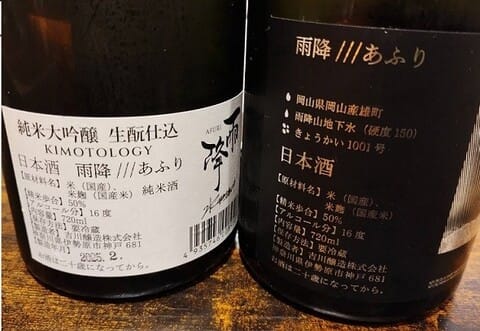 純米大吟醸 生酛仕込
KIMOTOLOGY
日本酒 雨降 ///あふり
【原材料名】米(国産)、
米麹(国産米) 純米酒
【精米歩合】50%
【アルコール分】16度
【内容量】720ml
【保存方法】要冷蔵
【製造者】吉川醸造株式会社
神奈川県伊勢原市神戸681
【製造年月】2025.2.
お酒は二十歳になってから。
AFURI
雨降
雨降 ///あふり
岡山県岡山産雄町
雨降山地下水(硬度150)
きょうかい1001号
日本酒
【原材料名】米(国産)、
米麹(国産米)
【精米歩合】50%
【アルコール分】16度
【内容量】720ml
【保存方法】要冷蔵
【製造者】吉川醸造株式会社
神奈川県伊勢原市神戸681
お酒は二十歳になってから。